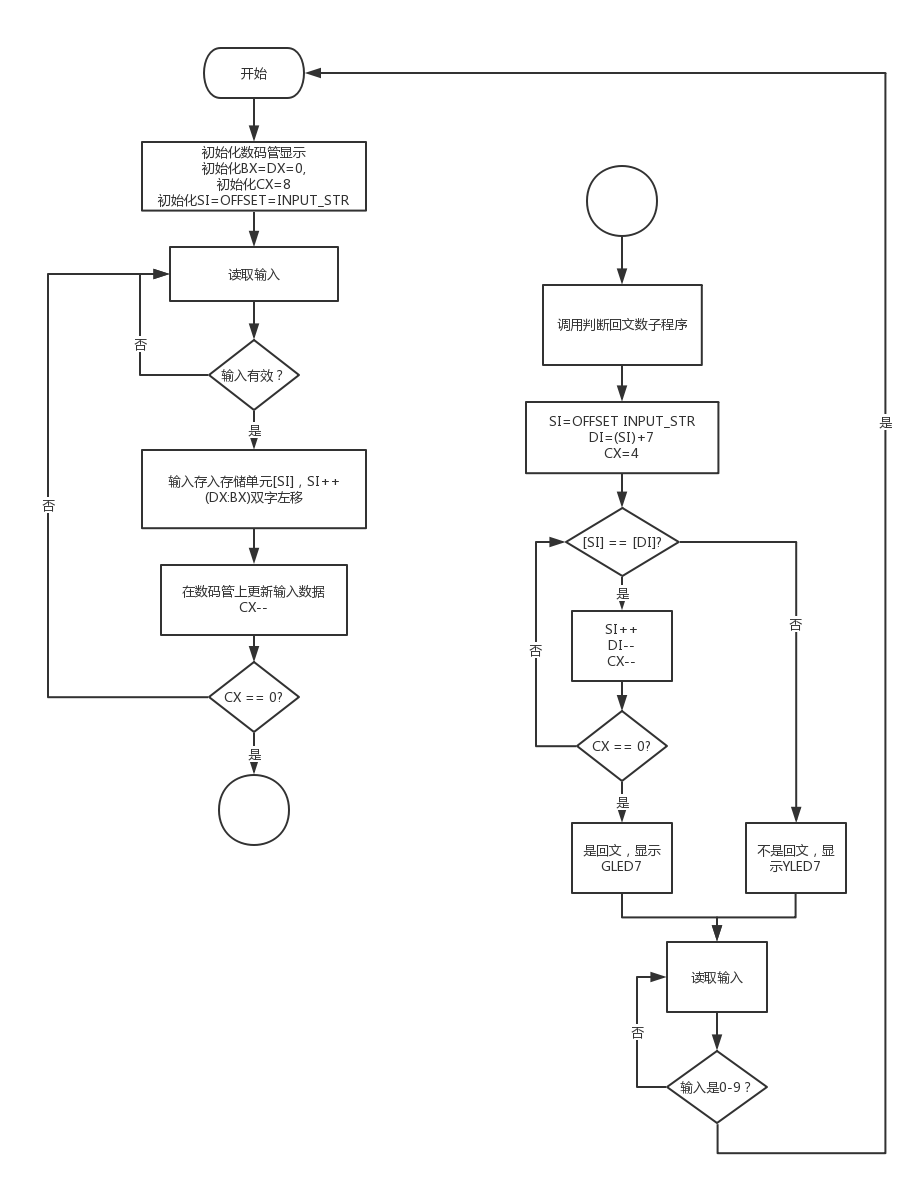 开始
初始化数码管显示
初始化BX=DX=0,
初始化CX=8
初始化SI=OFFSET=INPUT_STR
读取输入
否
输入有效？
是
输入存入存储单元[SI]，SI++
(DX:BX)双字左移
否
在数码管上更新输入数据
CX--
CX == 0?
是
调用判断回文数子程序
SI=OFFSET INPUT_STR
DI=(SI)+7
CX=4
是
[SI] == [DI]?
是
否
SI++
DI--
CX--
否
CX == 0?
是
是回文，显示
GLED7
不是回文，显
示YLED7
读取输入
否
输入是0-9？